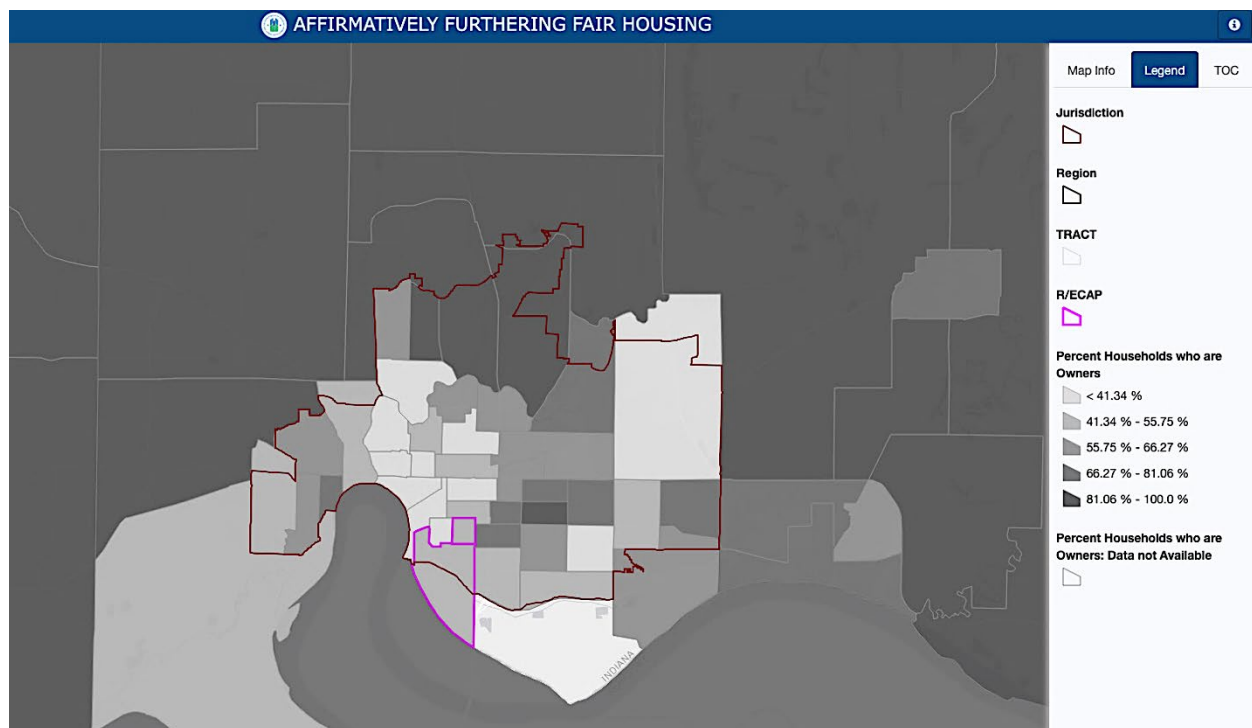 AFFIRMATIVELY FURTHERING FAIR HOUSING
Map Info Legend TOC
Jurisdiction
Region
TRACT
R/ECAP
Percent Households who are
Owners
< 41.34 %
41.34 % - 55.75 %
55.75 % - 66.27 %
66.27 % - 81.06 %
81.06 % - 100.0 %
Percent Households who are
Owners: Data not Available
INDIANA